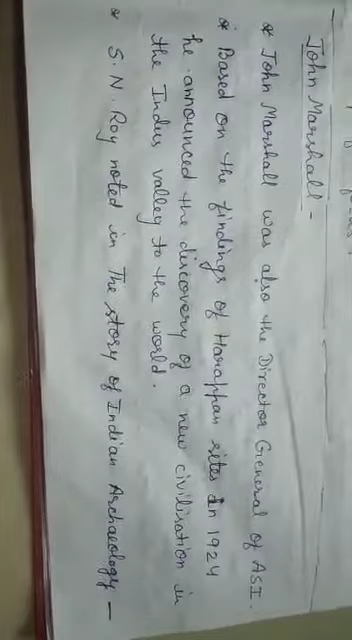 John Marshall -
* John Marshall was also the Director General of ASI.
* Based on the findings of Harappan sites in 1924
he announced the discovery of a new civilisation in
the Indus valley to the world.
* S. N. Roy noted in The story of Indian Archaeology -